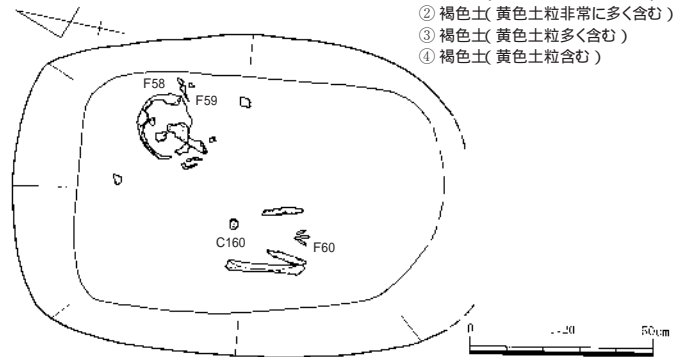 ② 褐色土( 黄色土粒非常に多く含む )
③ 褐色土( 黄色土粒多く含む )
④ 褐色土( 黄色土粒含む )
F58
F59
C160
F60
0
50cm